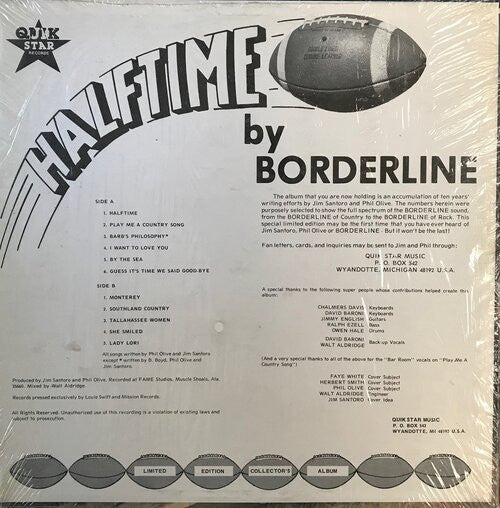 QUIK
STAR
RECORDS
HALFTIME
by
BORDERLINE
SIDE A
1. HALFTIME
2. PLAY ME A COUNTRY SONG
3. BARB'S PHILOSOPHY*
4. I WANT TO LOVE YOU
5. BY THE SEA
6. GUESS IT'S TIME WE SAID GOOD-BYE
SIDE B
1. MONTEREY
2. SOUTHLAND COUNTRY
3. TALLAHASSEE WOMEN
4. SHE SMILED
5. LADY LORI
All songs written by Phil Olive and Jim Santoro
except* written by B. Boyd, Phil Olive and
Jim Santoro.
Produced by Jim Santoro and Phil Olive. Recorded at FAME Studios, Muscle Shoals, Ala.
35660. Mixed by Walt Aldridge.
Records pressed exclusively by Louie Swift and Mission Records.
All Rights Reserved. Unauthorized use of this recording is a violation of existing laws and
subject to prosecution.
The album that you are now holding is an accumulation of ten years'
writing efforts by Jim Santoro and Phil Olive. The numbers herein were
purposely selected to show the full spectrum of the BORDERLINE sound,
from the BORDERLINE of Country to the BORDERLINE of Rock. This
special limited edition may be the first time that you have ever heard of
Jim Santoro, Phil Olive or BORDERLINE - But it won't be the last!!
Fan letters, cards, and inquiries may be sent to Jim and Phil through:
QUIK STAR MUSIC
P. O. BOX 542
WYANDOTTE, MICHIGAN 48192 U.S.A.
A special thanks to the following super people whose contributions helped create this
album:
CHALMERS DAVIS Keyboards
DAVID BARONI Keyboards
JIMMY ENGLISH Guitars
RALPH EZELL Bass
OWEN HALE Drums
DAVID BARONI
WALT ALDRIDGE Back-up Vocals
(And a very special thanks to all of the above for the "Bar Room" vocals on "Play Me A
Country Song")
FAYE WHITE Cover Subject
HERBERT SMITH Cover Subject
PHIL OLIVE Cover Subject
WALT ALDRIDGE Engineer
JIM SANTORO Cover Idea
QUIK STAR MUSIC
P. O. BOX 542
WYANDOTTE, MI 48192 U.S.A.
LIMITED EDITION COLLECTOR'S ALBUM